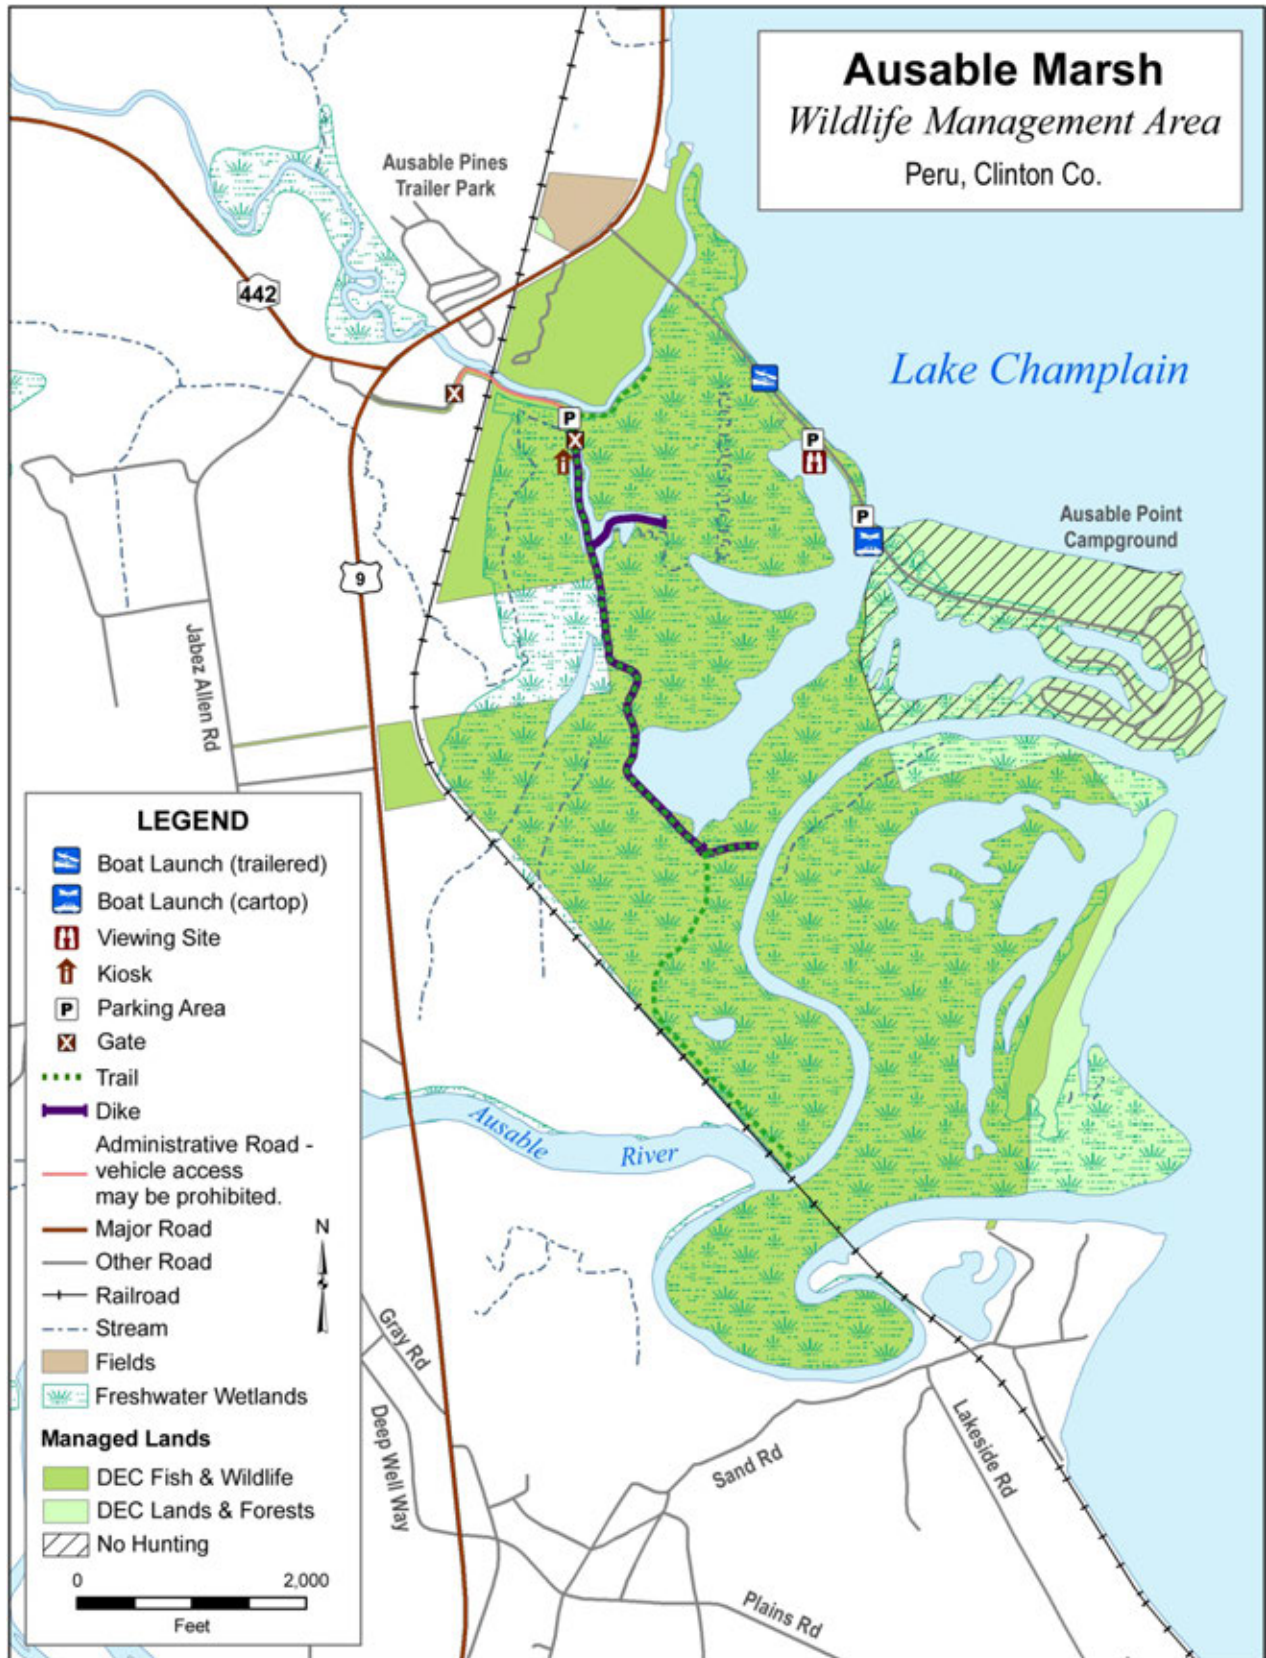 Ausable Marsh
Wildlife Management Area
Peru, Clinton Co.
Ausable Pines
Trailer Park
442
Lake Champlain
P
P
P
Ausable Point
Campground
9
Jabez Allen Rd
Ausable
River
Gray Rd
Deep Well Way
Sand Rd
Lakeside Rd
Plains Rd
LEGEND
Boat Launch (trailered)
Boat Launch (cartop)
Viewing Site
Kiosk
P Parking Area
Gate
Trail
Dike
Administrative Road -
vehicle access
may be prohibited.
Major Road
N
Other Road
Railroad
Stream
Fields
Freshwater Wetlands
Managed Lands
DEC Fish & Wildlife
DEC Lands & Forests
No Hunting
0 2,000
Feet